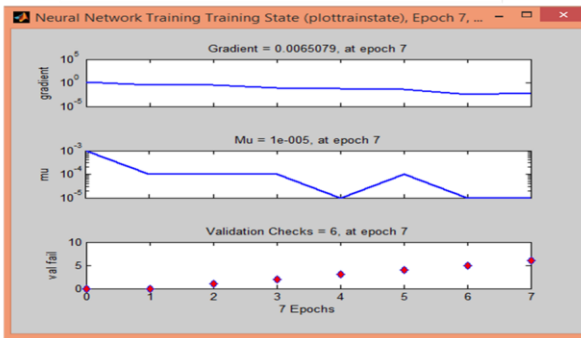 Neural Network Training Training State (plottrainstate), Epoch 7, ...
Gradient = 0.0065079, at epoch 7
gradient
10^5
10^0
10^-5
Mu = 1e-005, at epoch 7
mu
10^-3
10^-4
10^-5
Validation Checks = 6, at epoch 7
val fail
10
5
0
0 1 2 3 4 5 6 7
7 Epochs